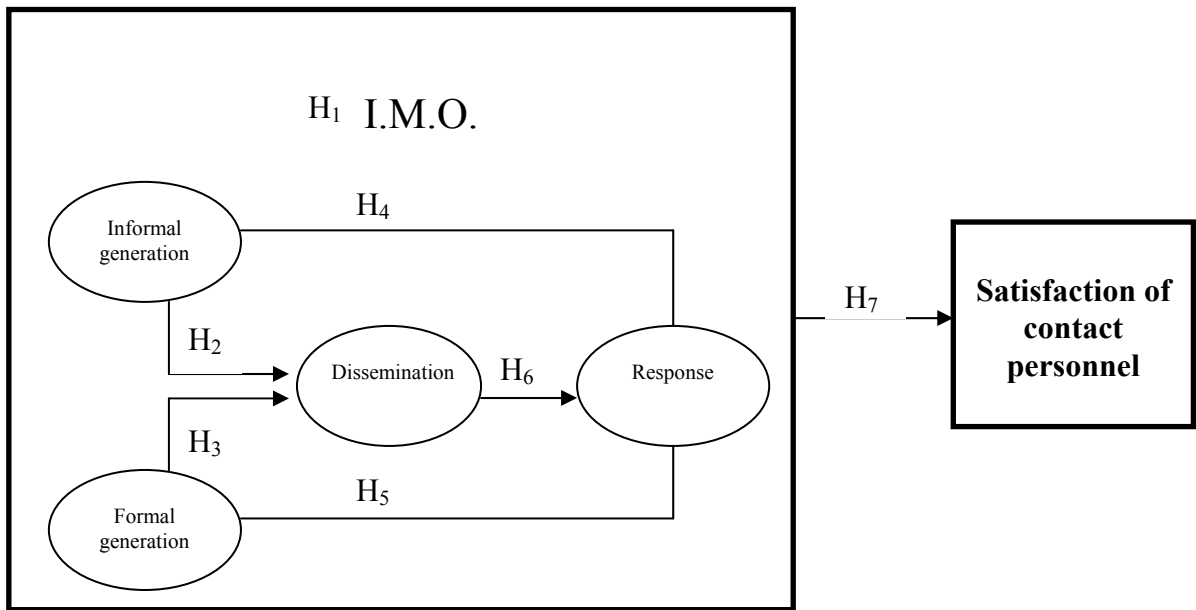 H₁ I.M.O.
Informal
generation
H₄
H₂
Dissemination
H₆
Response
H₃
Formal
generation
H₅
H₇
Satisfaction of
contact
personnel